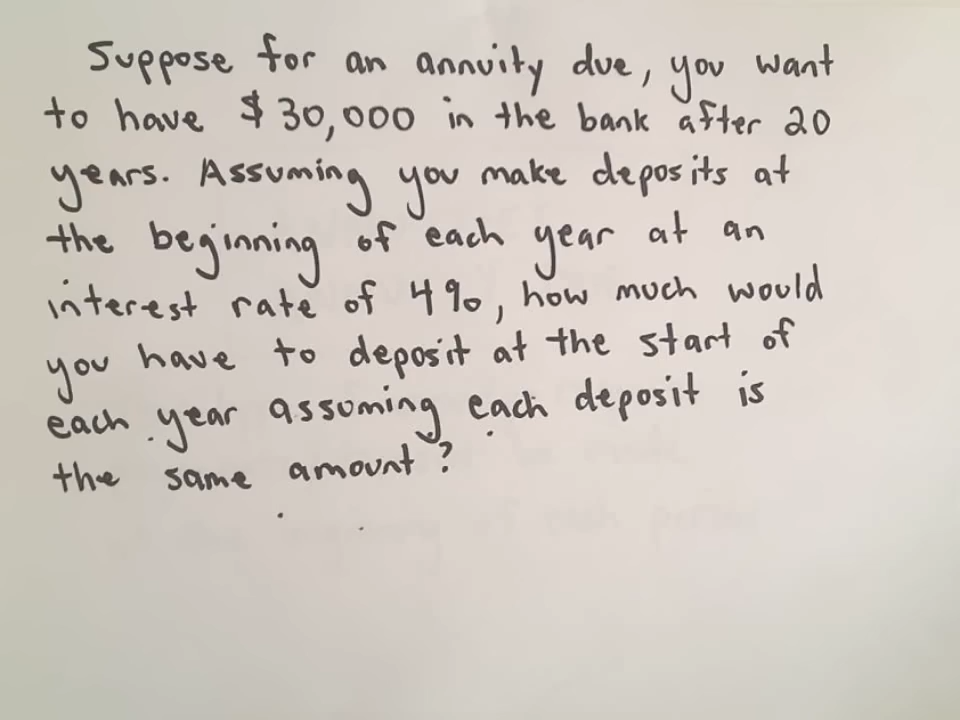 Suppose for an annuity due, you want
to have $30,000 in the bank after 20
years. Assuming you make deposits at
the beginning of each year at an
interest rate of 4%, how much would
you have to deposit at the start of
each year assuming each deposit is
the same amount?